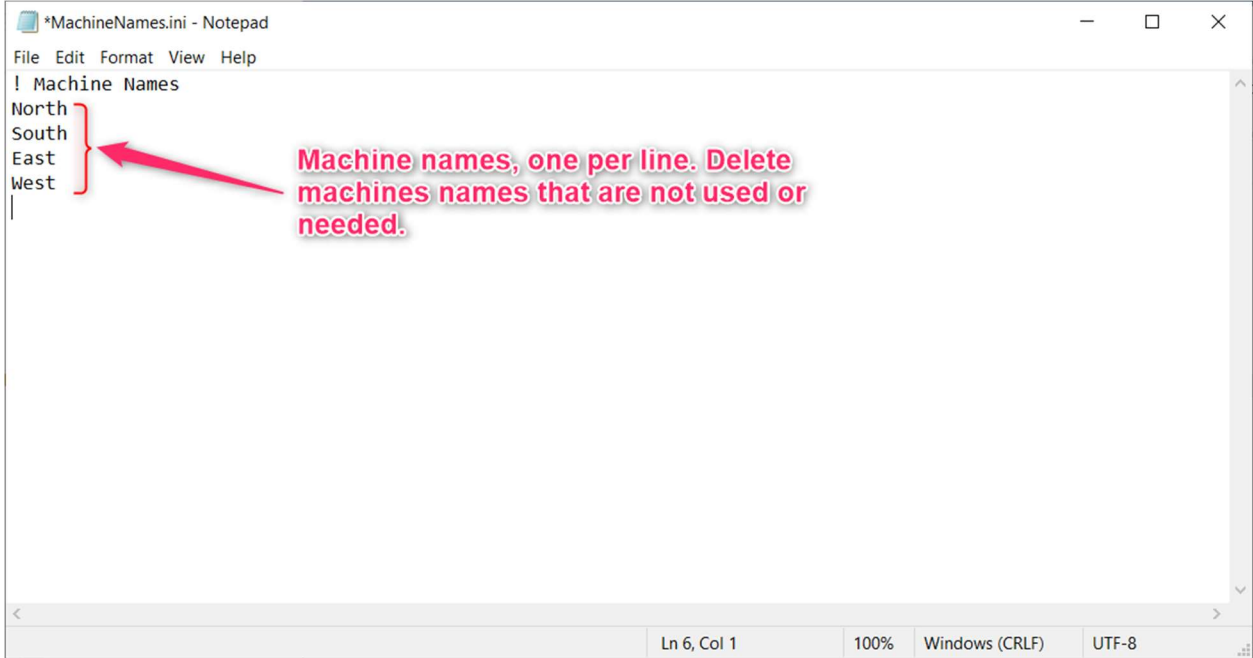 *MachineNames.ini - Notepad
File Edit Format View Help
! Machine Names
North
South
East
West
Machine names, one per line. Delete
machines names that are not used or
needed.
Ln 6, Col 1 100% Windows (CRLF) UTF-8